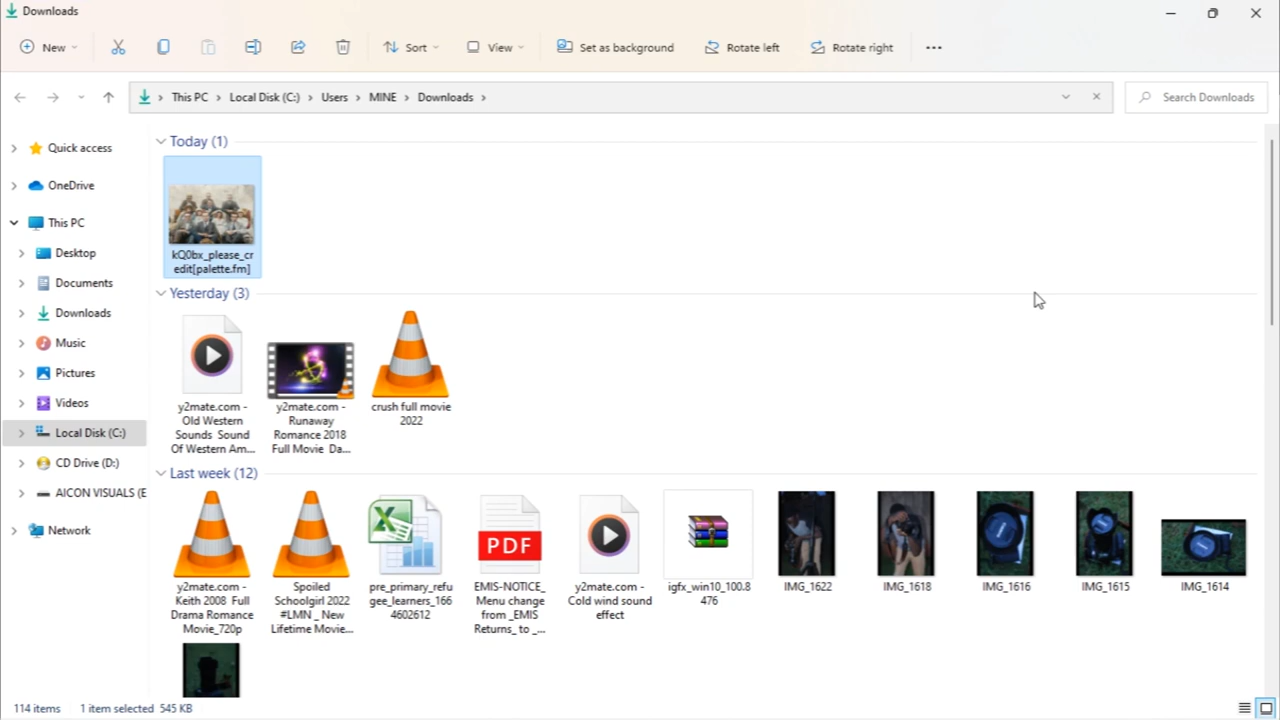 Downloads
New
Sort
View
Set as background
Rotate left
Rotate right
This PC
Local Disk (C:)
Users
MINE
Downloads
Search Downloads
Quick access
OneDrive
This PC
Desktop
Documents
Downloads
Music
Pictures
Videos
Local Disk (C:)
CD Drive (D:)
AICON VISUALS (E
Network
Today (1)
kQ0bx_please_cr
edit[palette.fm]
Yesterday (3)
y2mate.com -
Old Western
Sounds Sound
Of Western Am...
y2mate.com -
Runaway
Romance 2018
Full Movie Da...
crush full movie
2022
Last week (12)
y2mate.com -
Keith 2008 Full
Drama Romance
Movie_720p
Spoiled
Schoolgirl 2022
#LMN _ New
Lifetime Movie...
pre_primary_refu
gee_learners_166
4602612
PDF
EMIS-NOTICE_
Menu change
from _EMIS
Returns_ to _...
y2mate.com -
Cold wind sound
effect
igfx_win10_100.8
476
IMG_1622
IMG_1618
IMG_1616
IMG_1615
IMG_1614
114 items
1 item selected 545 KB